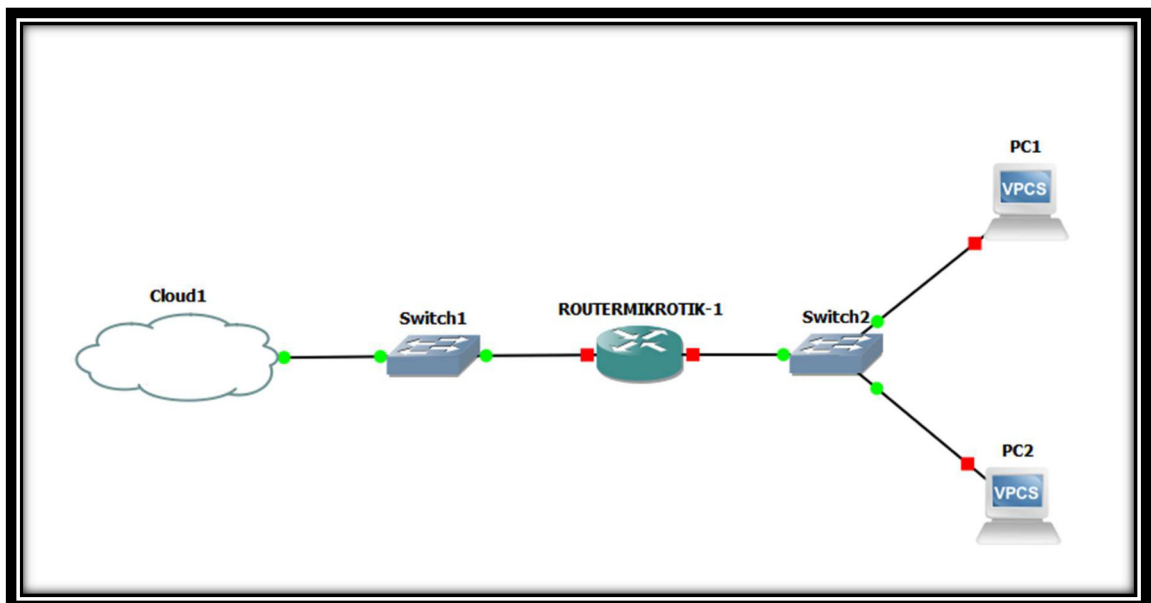 PC1
VPCS
Cloud1
Switch1
ROUTERMIKROTIK-1
Switch2
PC2
VPCS